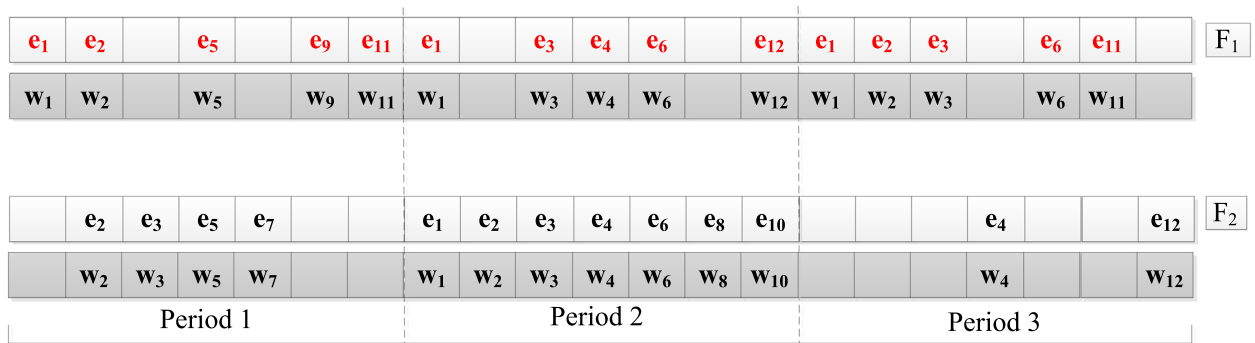 e₁ e₂ e₅ e₉ e₁₁ e₁ e₃ e₄ e₆ e₁₂ e₁ e₂ e₃ e₆ e₁₁ F₁
w₁ w₂ w₅ w₉ w₁₁ w₁ w₃ w₄ w₆ w₁₂ w₁ w₂ w₃ w₆ w₁₁
e₂ e₃ e₅ e₇ e₁ e₂ e₃ e₄ e₆ e₈ e₁₀ e₄ e₁₂ F₂
w₂ w₃ w₅ w₇ w₁ w₂ w₃ w₄ w₆ w₈ w₁₀ w₄ w₁₂
Period 1 Period 2 Period 3